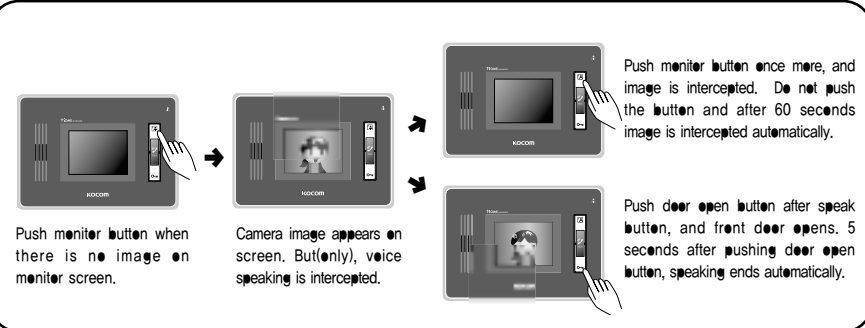 Push monitor button when
there is no image on
monitor screen.
KOCOM
Camera image appears on
screen. But(only), voice
speaking is intercepted.
KOCOM
Push monitor button once more, and
image is intercepted. Do not push
the button and after 60 seconds
image is intercepted automatically.
KOCOM
Push door open button after speak
button, and front door opens. 5
seconds after pushing door open
button, speaking ends automatically.